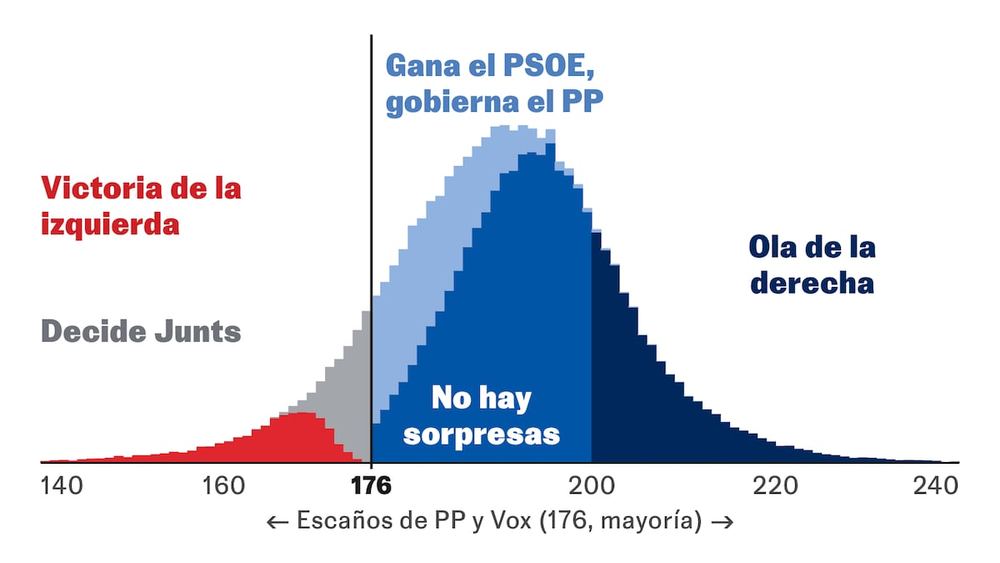 Gana el PSOE,
gobierna el PP
Victoria de la
izquierda
Ola de la
derecha
Decide Junts
No hay
sorpresas
140 160 176 200 220 240
← Escaños de PP y Vox (176, mayoría) →